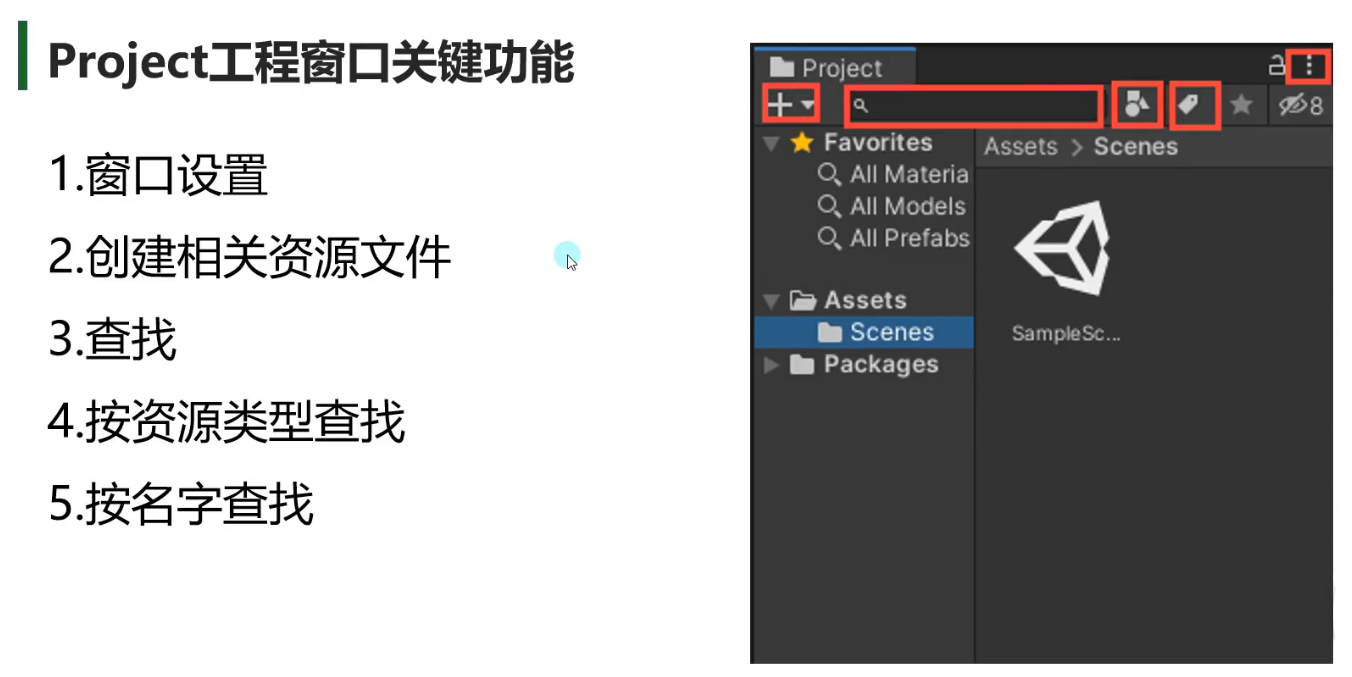 Project工程窗口关键功能
1.窗口设置
2.创建相关资源文件
3.查找
4.按资源类型查找
5.按名字查找
Project
8
Favorites
All Materia
All Models
All Prefabs
Assets
Scenes
Packages
Assets > Scenes
SampleSc...